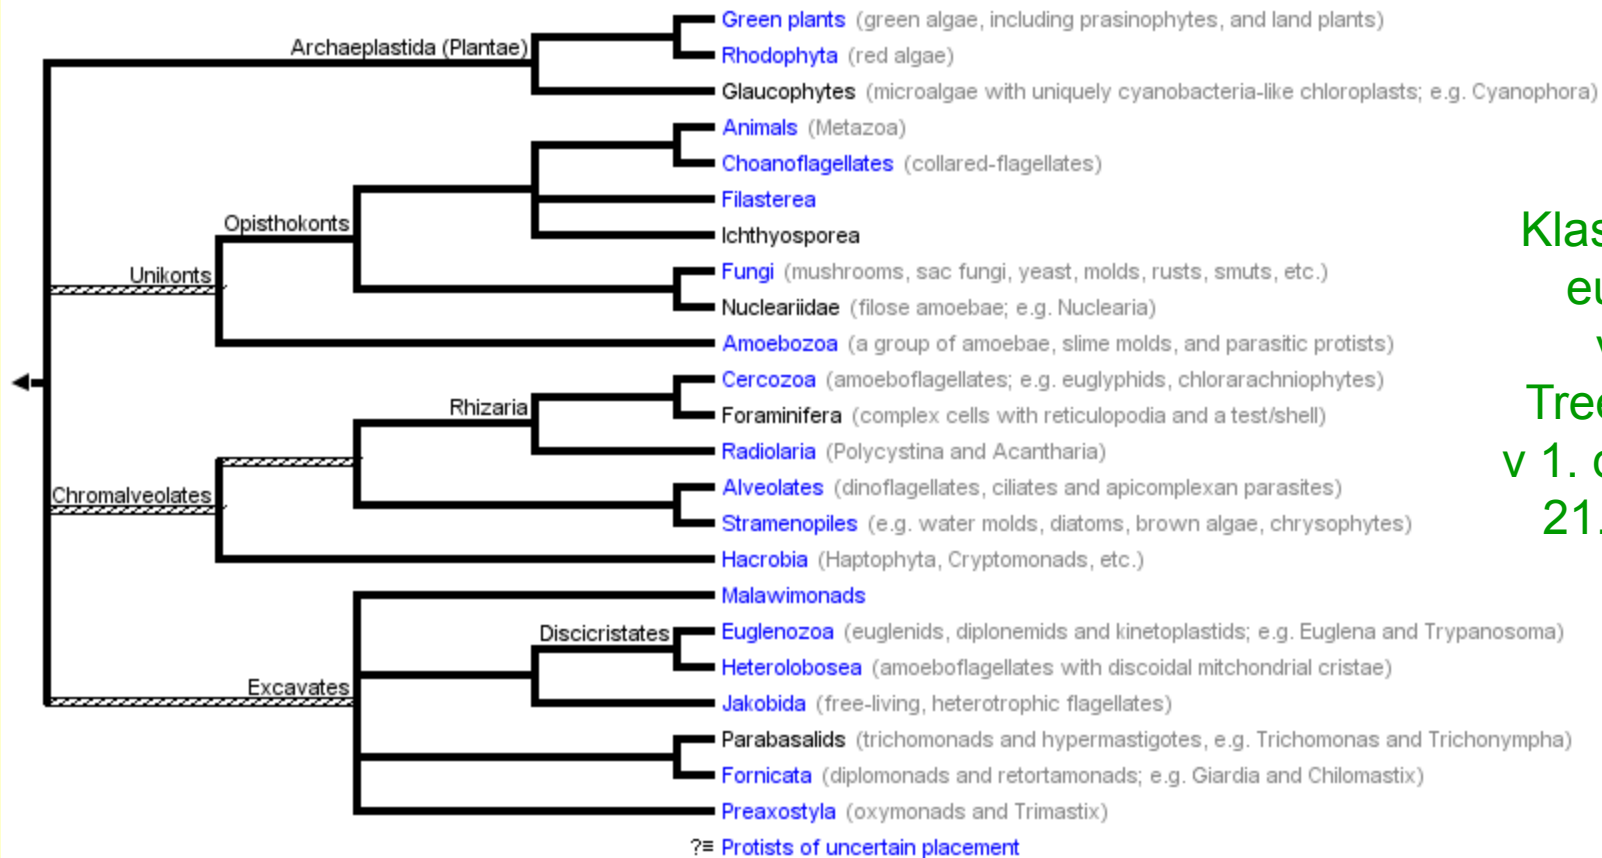 Green plants (green algae, including prasinophytes, and land plants)
Archaeplastida (Plantae)
Rhodophyta (red algae)
Glaucophytes (microalgae with uniquely cyanobacteria-like chloroplasts; e.g. Cyanophora)
Animals (Metazoa)
Choanoflagellates (collared-flagellates)
Filasterea
Opisthokonts
Ichthyosporea
Unikonts
Fungi (mushrooms, sac fungi, yeast, molds, rusts, smuts, etc.)
Nucleariidae (filose amoebae; e.g. Nuclearia)
Amoebozoa (a group of amoebae, slime molds, and parasitic protists)
Cercozoa (amoeboflagellates; e.g. euglyphids, chlorarachniophytes)
Rhizaria
Foraminifera (complex cells with reticulopodia and a test/shell)
Radiolaria (Polycystina and Acantharia)
Alveolates (dinoflagellates, ciliates and apicomplexan parasites)
Chromalveolates
Stramenopiles (e.g. water molds, diatoms, brown algae, chrysophytes)
Hacrobia (Haptophyta, Cryptomonads, etc.)
Malawimonads
Discicristates
Euglenozoa (euglenids, diplonemids and kinetoplastids; e.g. Euglena and Trypanosoma)
Heterolobosea (amoeboflagellates with discoidal mitchondrial cristae)
Excavates
Jakobida (free-living, heterotrophic flagellates)
Parabasalids (trichomonads and hypermastigotes, e.g. Trichomonas and Trichonympha)
Fornicata (diplomonads and retortamonads; e.g. Giardia and Chilomastix)
Preaxostyla (oxymonads and Trimastix)
?≡ Protists of uncertain placement
Klas
eu
v
Tree
v 1.
21.